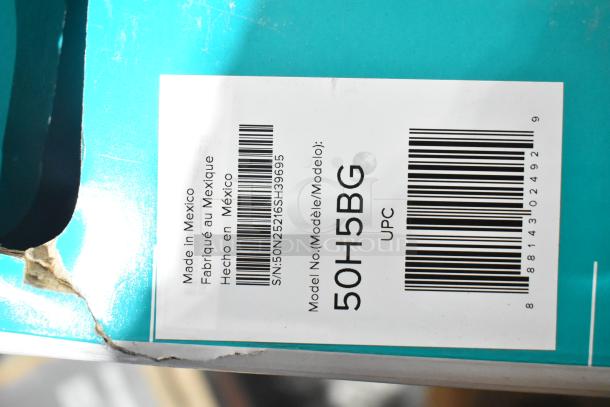 Made in Mexico
Fabriqué au Mexique
Hecho en México
S/N:50N25216SH39695
Model No.(Modèle/Modelo):
50H5BG
UPC
8 88143 02492 9